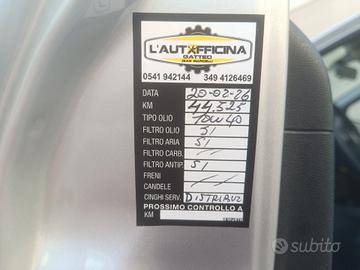 L'AUTOFFICINA
GATTEO
0541 942144 349 4126469
DATA 20-02-26
KM 44.525
TIPO OLIO 10W40
FILTRO OLIO SI
FILTRO ARIA SI
FILTRO CARB.
FILTRO ANTIP. SI
FRENI
CANDELE
CINGHI SERV. DISTRIBUZ
PROSSIMO CONTROLLO A
KM
subito